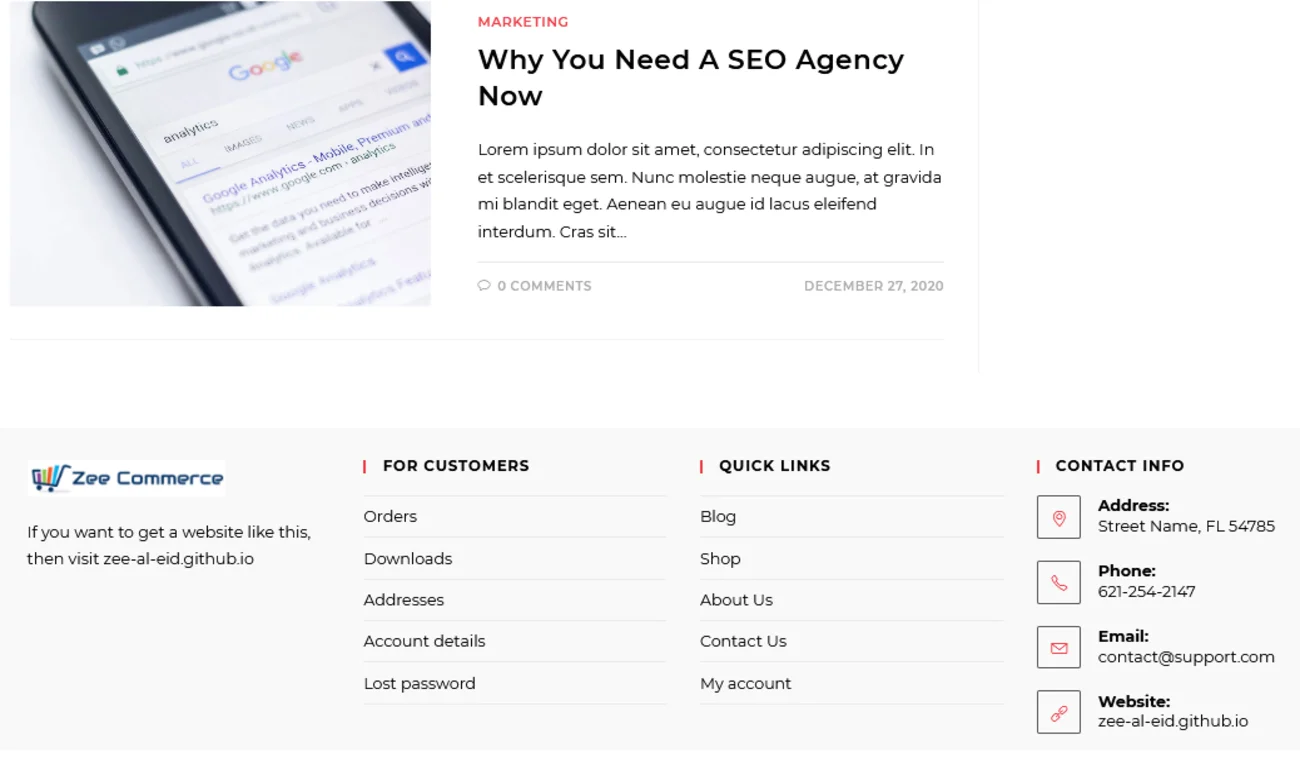 https://www.google.co
Google
analytics
ALL IMAGES NEWS APPS VIDEOS
Google Analytics - Mobile, Premium and
https://www.google.com › analytics
Get the data you need to make intellige
marketing and business decisions wi
Analytics. Available for
Google Analytics
MARKETING
Why You Need A SEO Agency
Now
Lorem ipsum dolor sit amet, consectetur adipiscing elit. In
et scelerisque sem. Nunc molestie neque augue, at gravida
mi blandit eget. Aenean eu augue id lacus eleifend
interdum. Cras sit...
0 COMMENTS DECEMBER 27, 2020
Zee Commerce
If you want to get a website like this,
then visit zee-al-eid.github.io
FOR CUSTOMERS
Orders
Downloads
Addresses
Account details
Lost password
QUICK LINKS
Blog
Shop
About Us
Contact Us
My account
CONTACT INFO
Address:
Street Name, FL 54785
Phone:
621-254-2147
Email:
contact@support.com
Website:
zee-al-eid.github.io